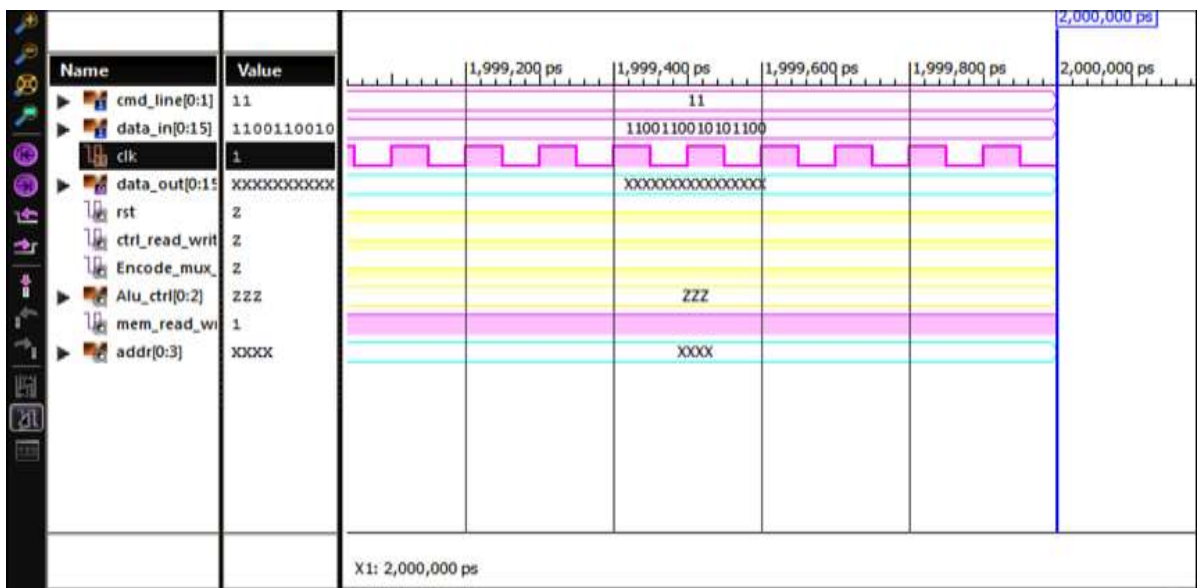 2,000,000 ps
Name Value 1,999,200 ps 1,999,400 ps 1,999,600 ps 1,999,800 ps 2,000,000 ps
cmd_line[0:1] 11 11
data_in[0:15] 1100110010 1100110010101100
clk 1
data_out[0:15 XXXXXXXXXX XXXXXXXXXXXXXXXX
rst Z
ctrl_read_writ Z
Encode_mux_ Z
Alu_ctrl[0:2] ZZZ ZZZ
mem_read_wr 1
addr[0:3] XXXX XXXX
X1: 2,000,000 ps